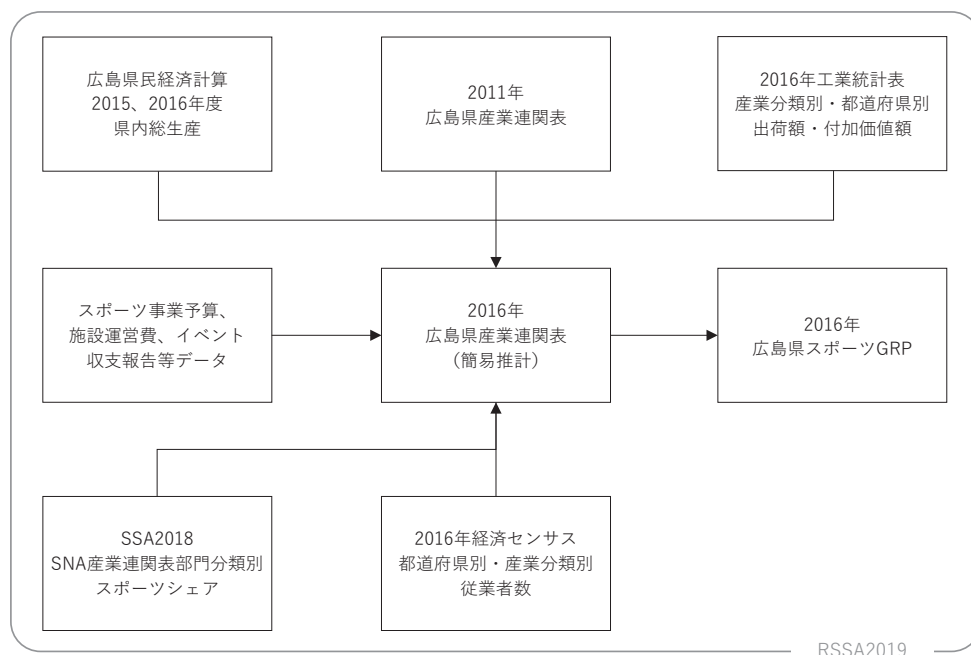 広島県民経済計算
2015、2016年度
県内総生産
2011年
広島県産業連関表
2016年工業統計表
産業分類別・都道府県別
出荷額・付加価値額
スポーツ事業予算、
施設運営費、イベント
収支報告等データ
2016年
広島県産業連関表
(簡易推計)
2016年
広島県スポーツGRP
SSA2018
SNA産業連関表部門分類別
スポーツシェア
2016年経済センサス
都道府県別・産業分類別
従業者数
RSSA2019